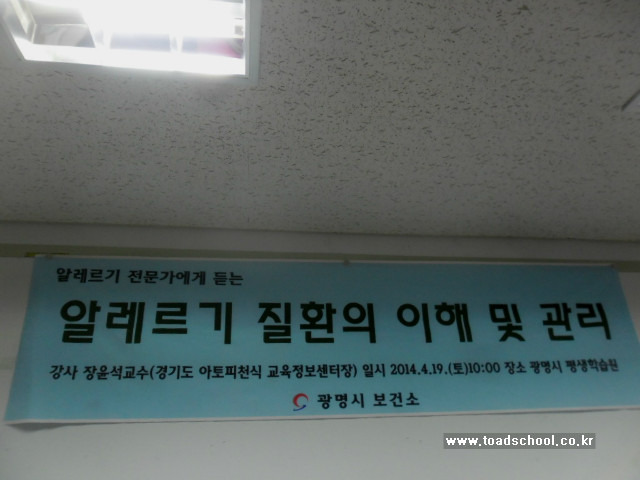 알레르기 전문가에게 듣는
알레르기 질환의 이해 및 관리
강사 장윤석교수(경기도 아토피천식 교육정보센터장) 일시 2014.4.19.(토)10:00 장소 광명시 평생학습원
광명시 보건소
www.toadschool.co.kr